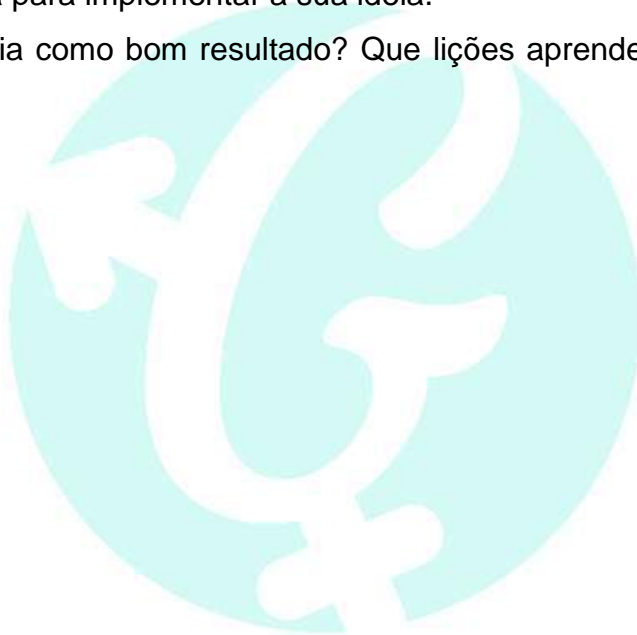 para implementar a sua ideia.
ia como bom resultado? Que lições aprende
G